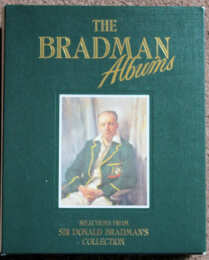 THE
BRADMAN
Albums
SELECTIONS FROM
SIR DONALD BRADMAN'S
COLLECTION